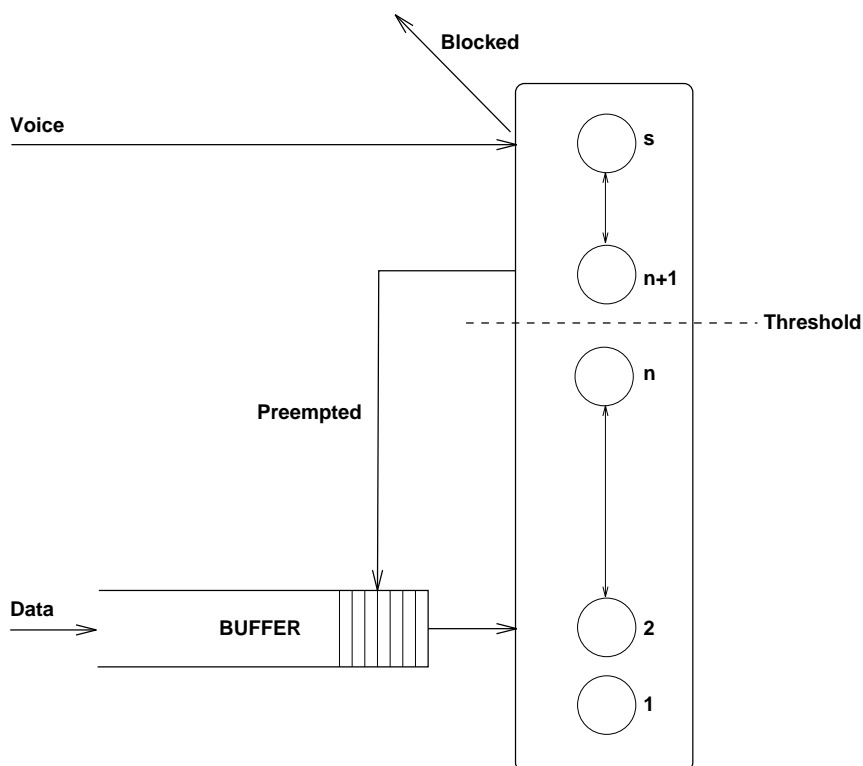 Blocked
Voice
s
n+1
Threshold
n
Preempted
Data
BUFFER
2
1